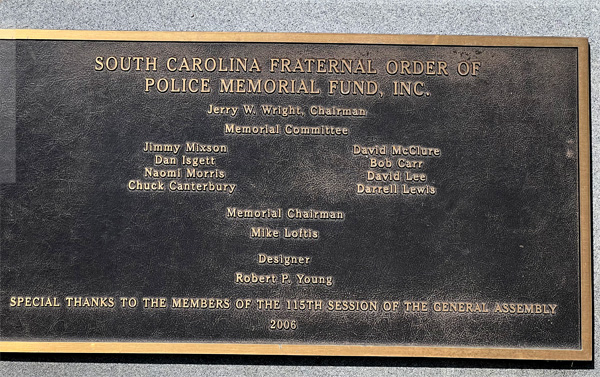 SOUTH CAROLINA FRATERNAL ORDER OF
POLICE MEMORIAL FUND, INC.
Jerry W. Wright, Chairman
Memorial Committee
Jimmy Mixson
Dan Isgett
Naomi Morris
Chuck Canterbury
David McClure
Bob Carr
David Lee
Darrell Lewis
Memorial Chairman
Mike Loftis
Designer
Robert P. Young
SPECIAL THANKS TO THE MEMBERS OF THE 115TH SESSION OF THE GENERAL ASSEMBLY
2006